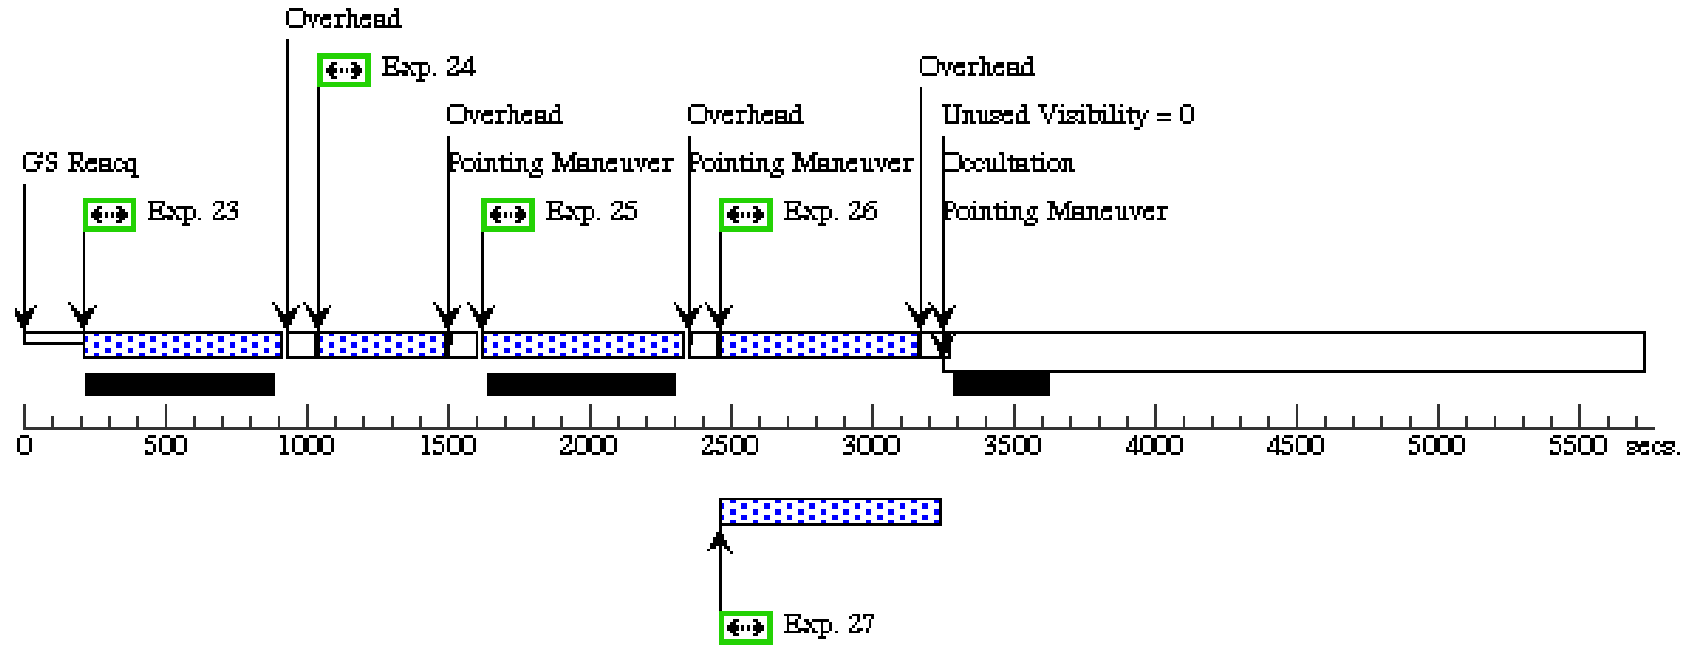 Overhead
Exp. 24
Overhead
Overhead
Overhead
Unused Visibility = 0
GS Reacq
Pointing Maneuver
Pointing Maneuver
Occultation
Exp. 23
Exp. 25
Exp. 26
Pointing Maneuver
0 500 1000 1500 2000 2500 3000 3500 4000 4500 5000 5500 secs.
Exp. 27